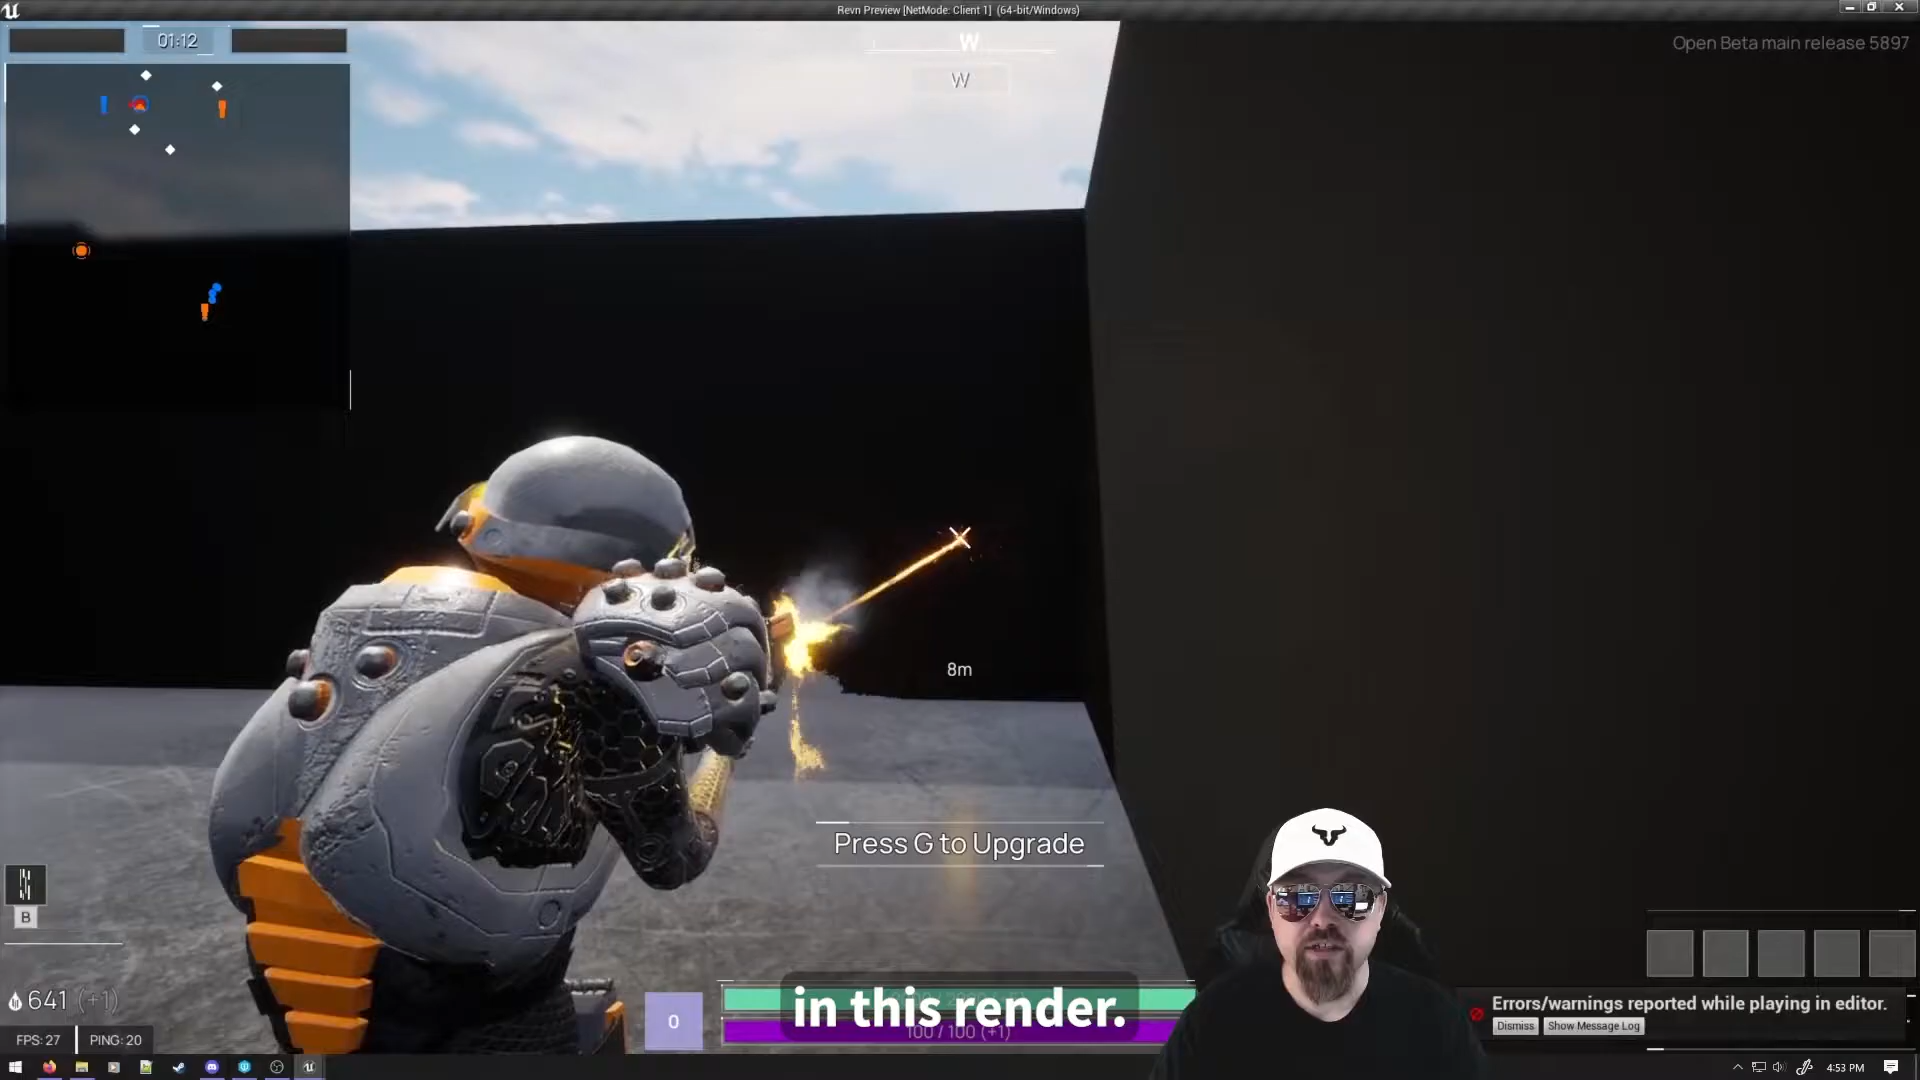 Revn Preview [NetMode: Client 1] (64-bit/Windows)
01:12
W
W
Open Beta main release 5897
8m
Press G to Upgrade
B
641 (+1)
0
in this render.
100 / 100 (+1)
Errors/warnings reported while playing in editor.
Dismiss
Show Message Log
FPS: 27
PING: 20
4:53 PM